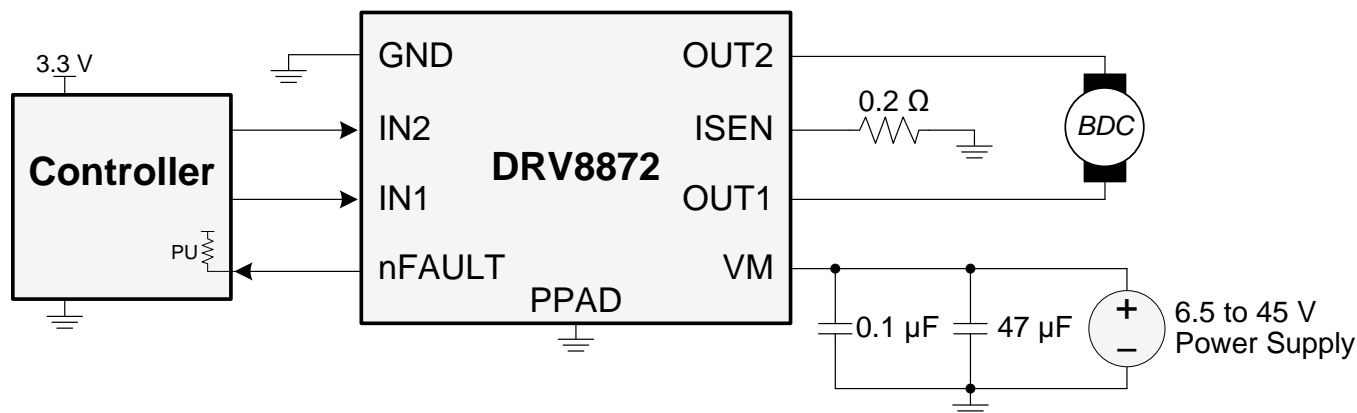 3.3 V
Controller
PU
GND
IN2
IN1
nFAULT
DRV8872
PPAD
OUT2
ISEN
OUT1
VM
0.2 Ω
BDC
0.1 µF
47 µF
+
–
6.5 to 45 V
Power Supply